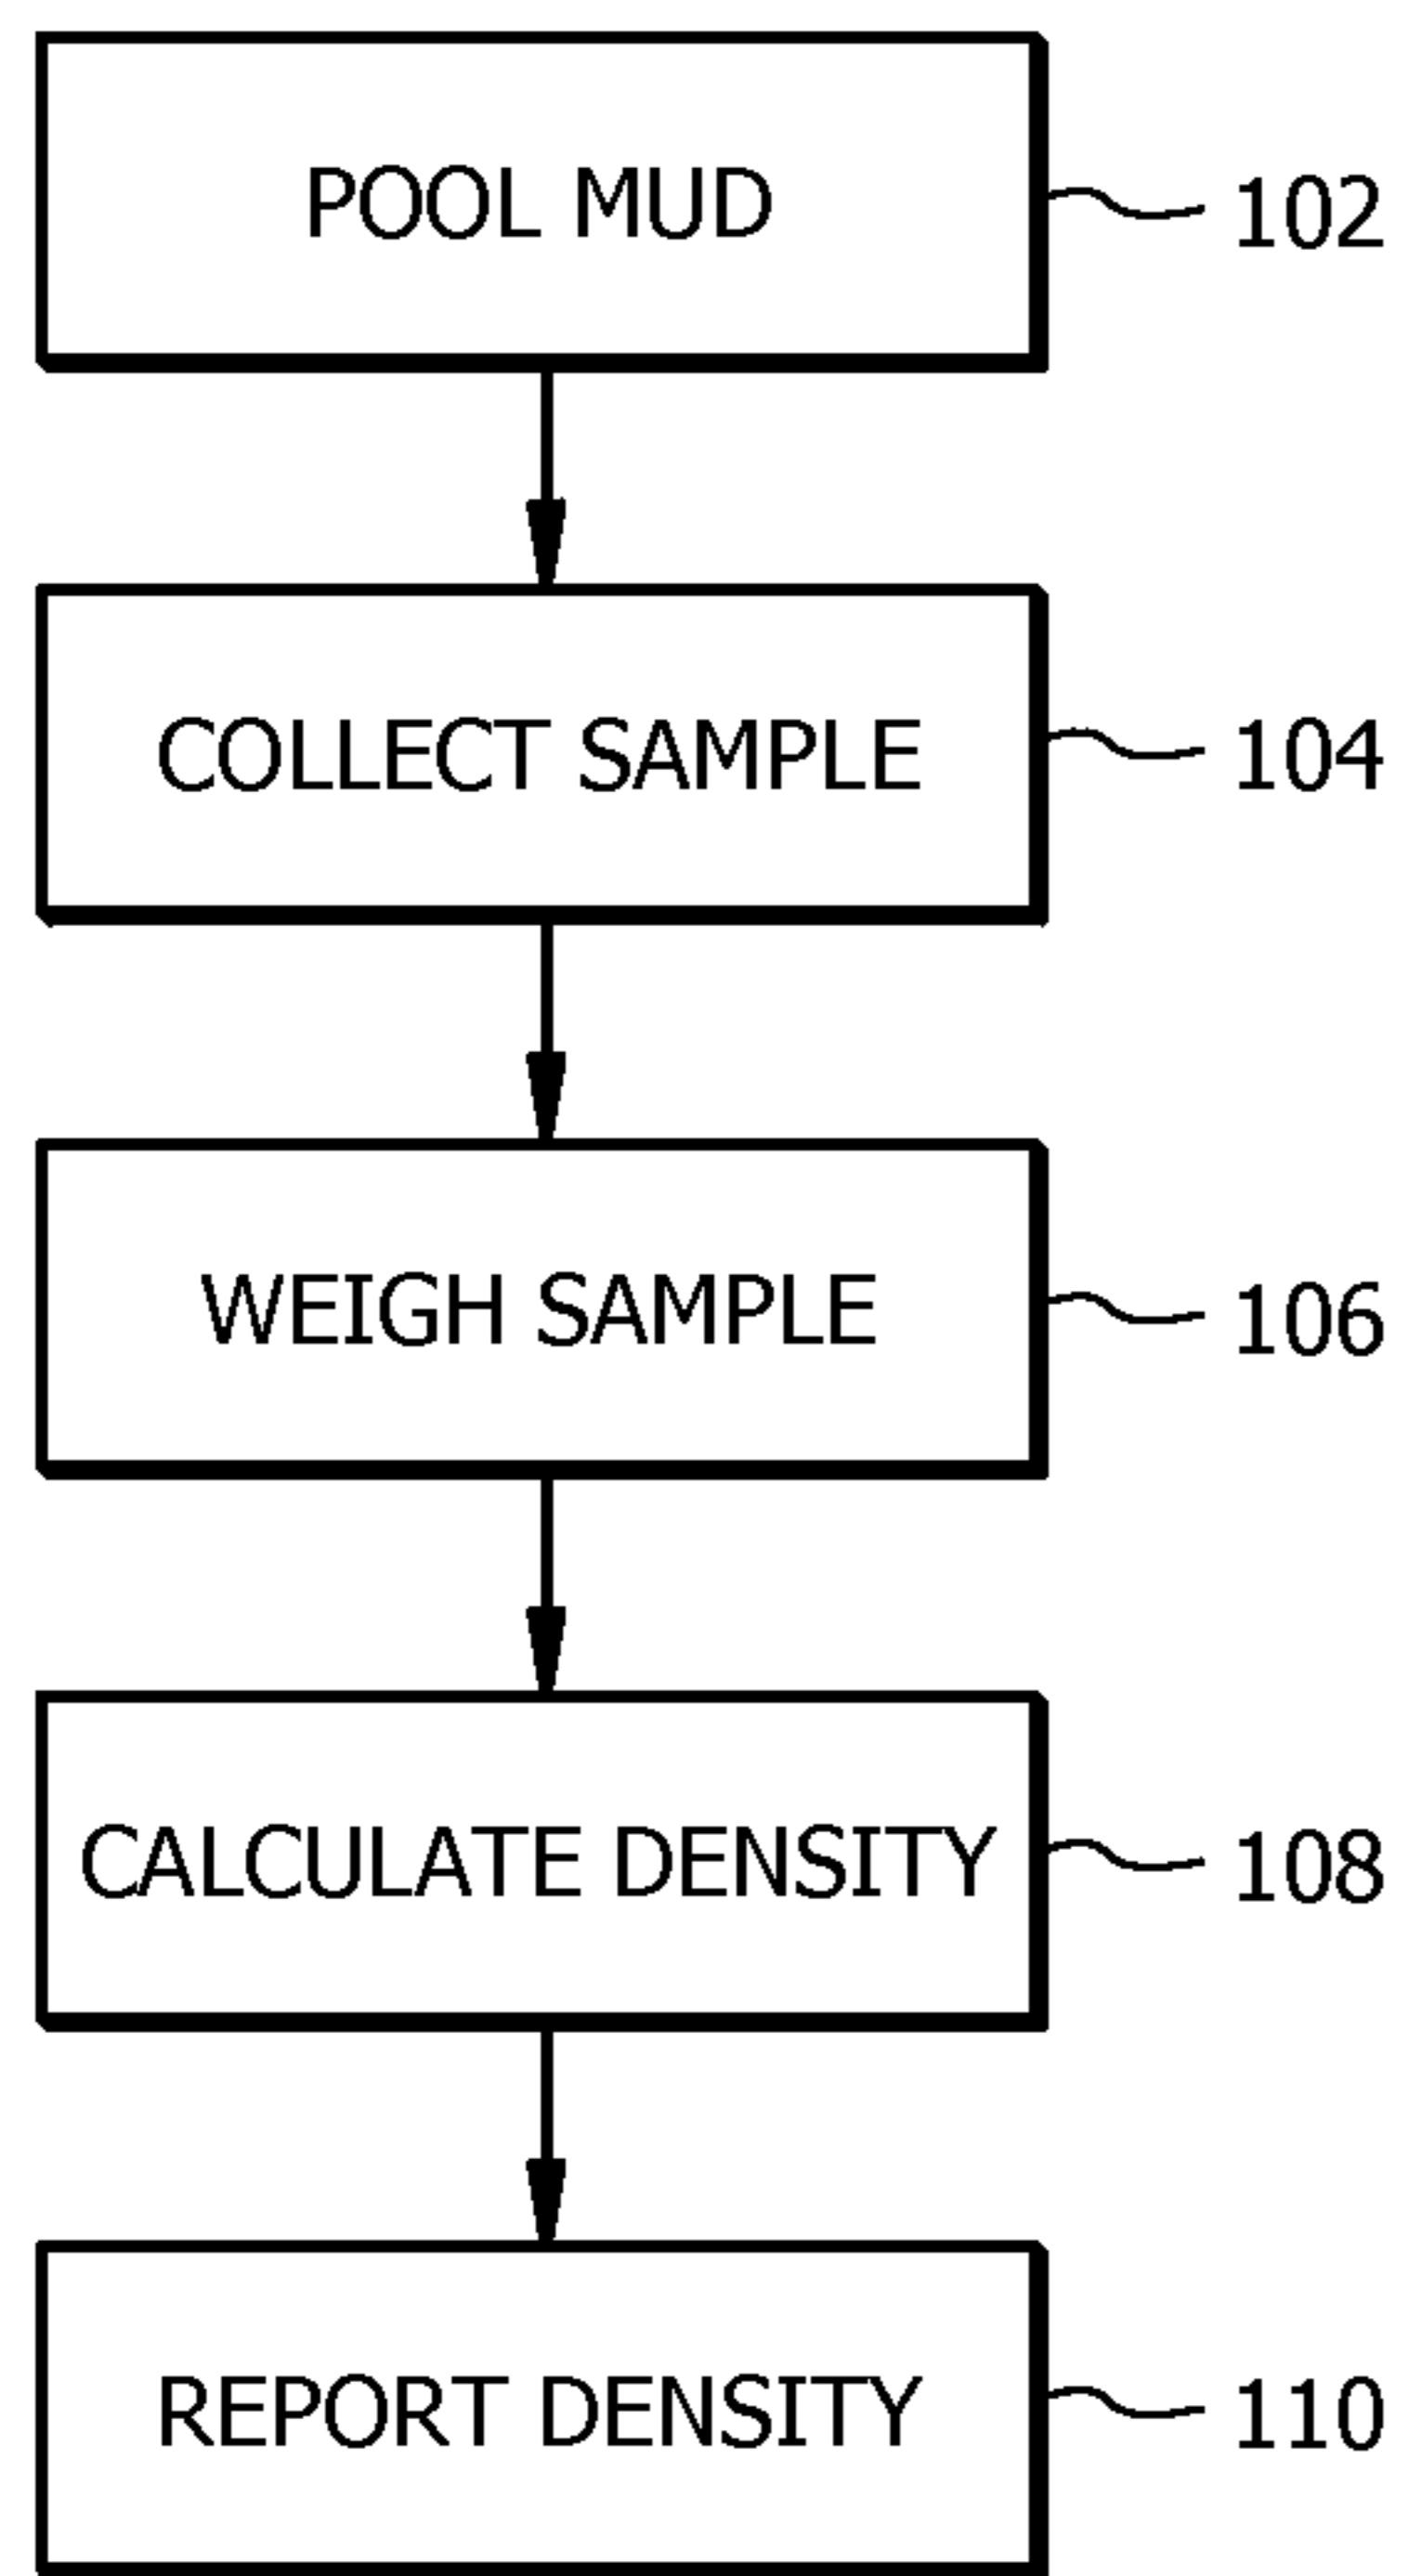 POOL MUD
102
COLLECT SAMPLE
104
WEIGH SAMPLE
106
CALCULATE DENSITY
108
REPORT DENSITY
110